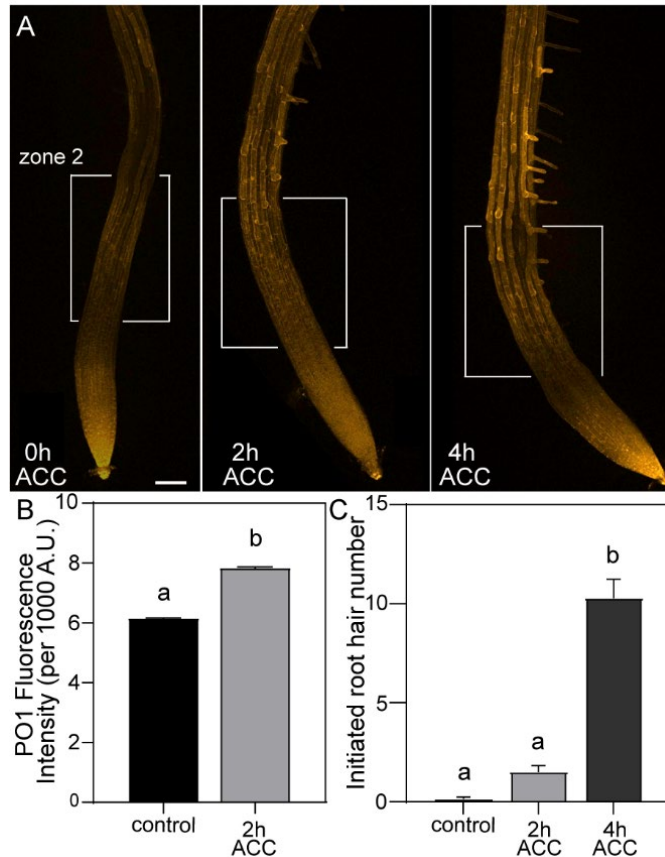 A
zone 2
0h
ACC
2h
ACC
4h
ACC
B
PO1 Fluorescence
Intensity (per 1000 A.U.)
10
8
6
4
2
0
a
b
control
2h
ACC
C
Initiated root hair number
15
10
5
0
a
a
b
control
2h
ACC
4h
ACC